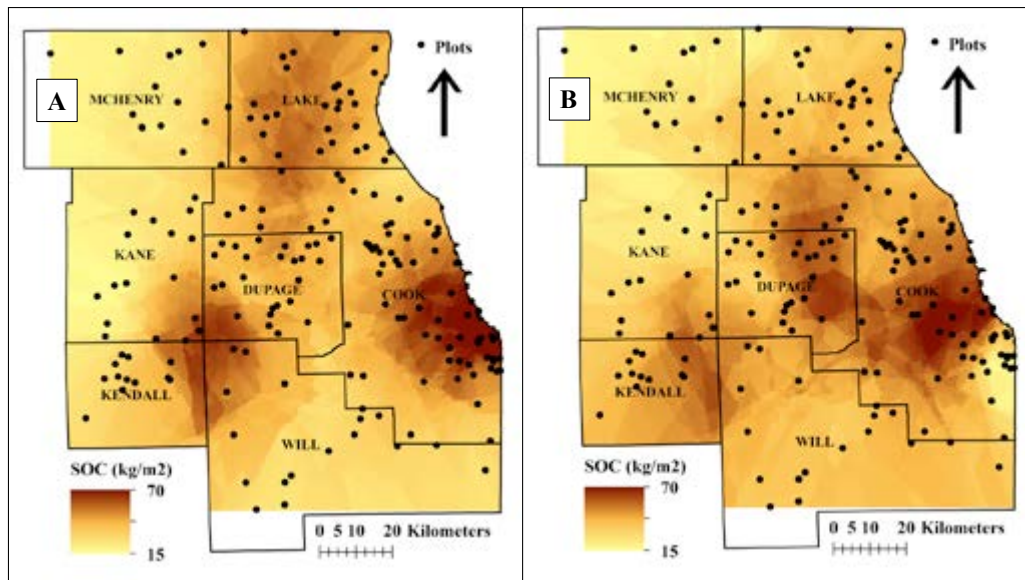 A
Plots
MCHENRY
LAKE
KANE
DUPAGE
COOK
KENDALL
WILL
SOC (kg/m2)
70
15
0 5 10 20 Kilometers
B
Plots
MCHENRY
LAKE
KANE
DUPAGE
COOK
KENDALL
WILL
SOC (kg/m2)
70
15
0 5 10 20 Kilometers